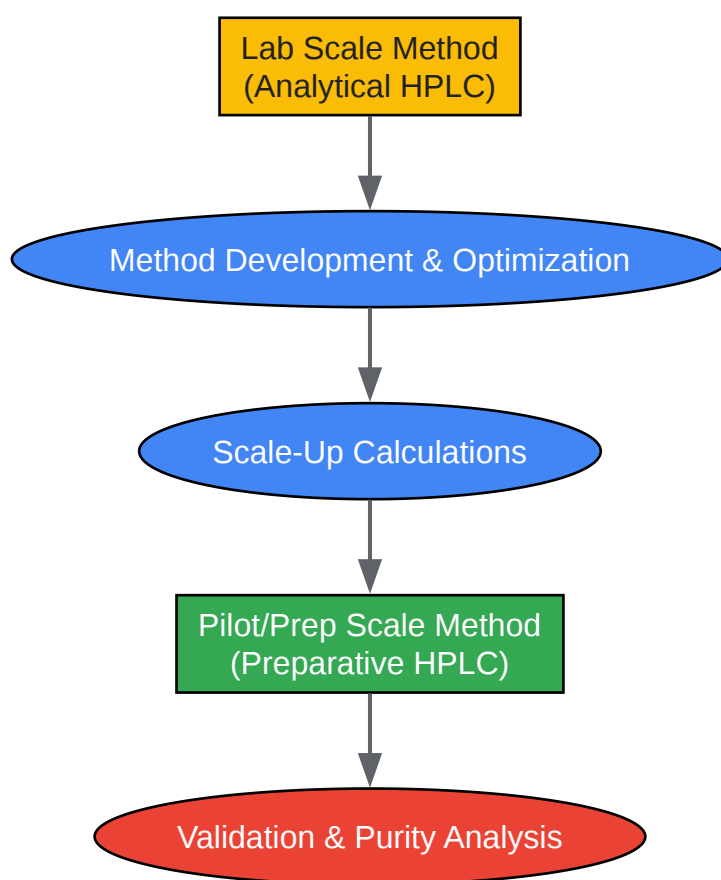 Lab Scale Method
(Analytical HPLC)
Method Development & Optimization
Scale-Up Calculations
Pilot/Prep Scale Method
(Preparative HPLC)
Validation & Purity Analysis